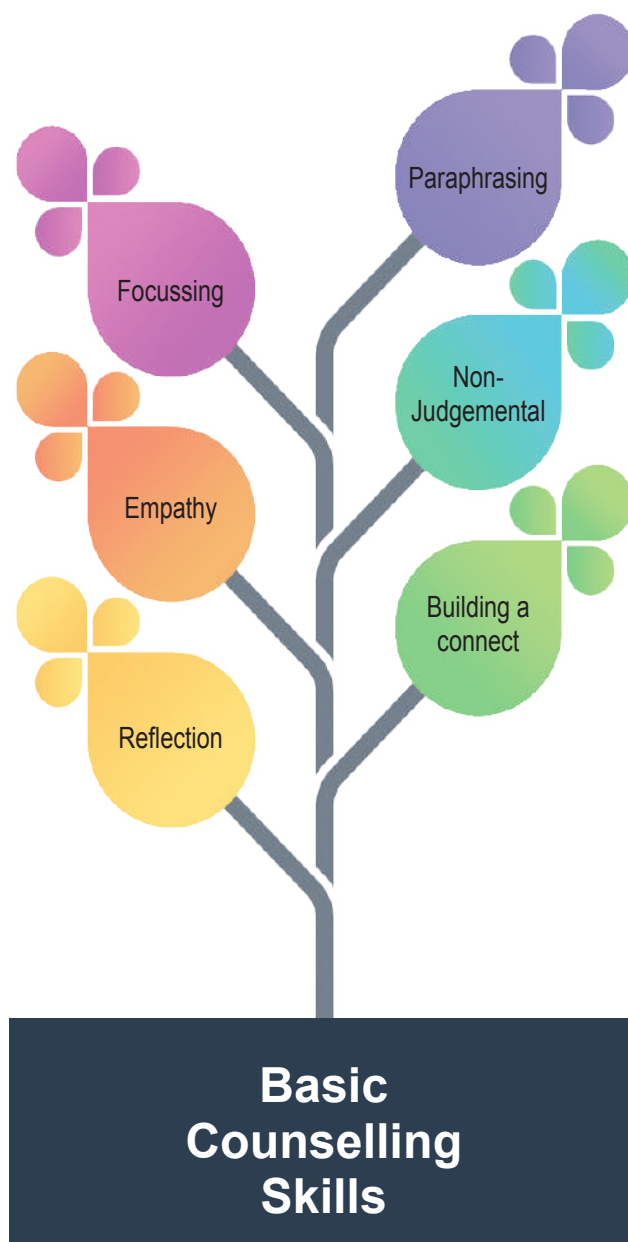 Paraphrasing
Focussing
Non-
Judgemental
Empathy
Building a
connect
Reflection
Basic
Counselling
Skills